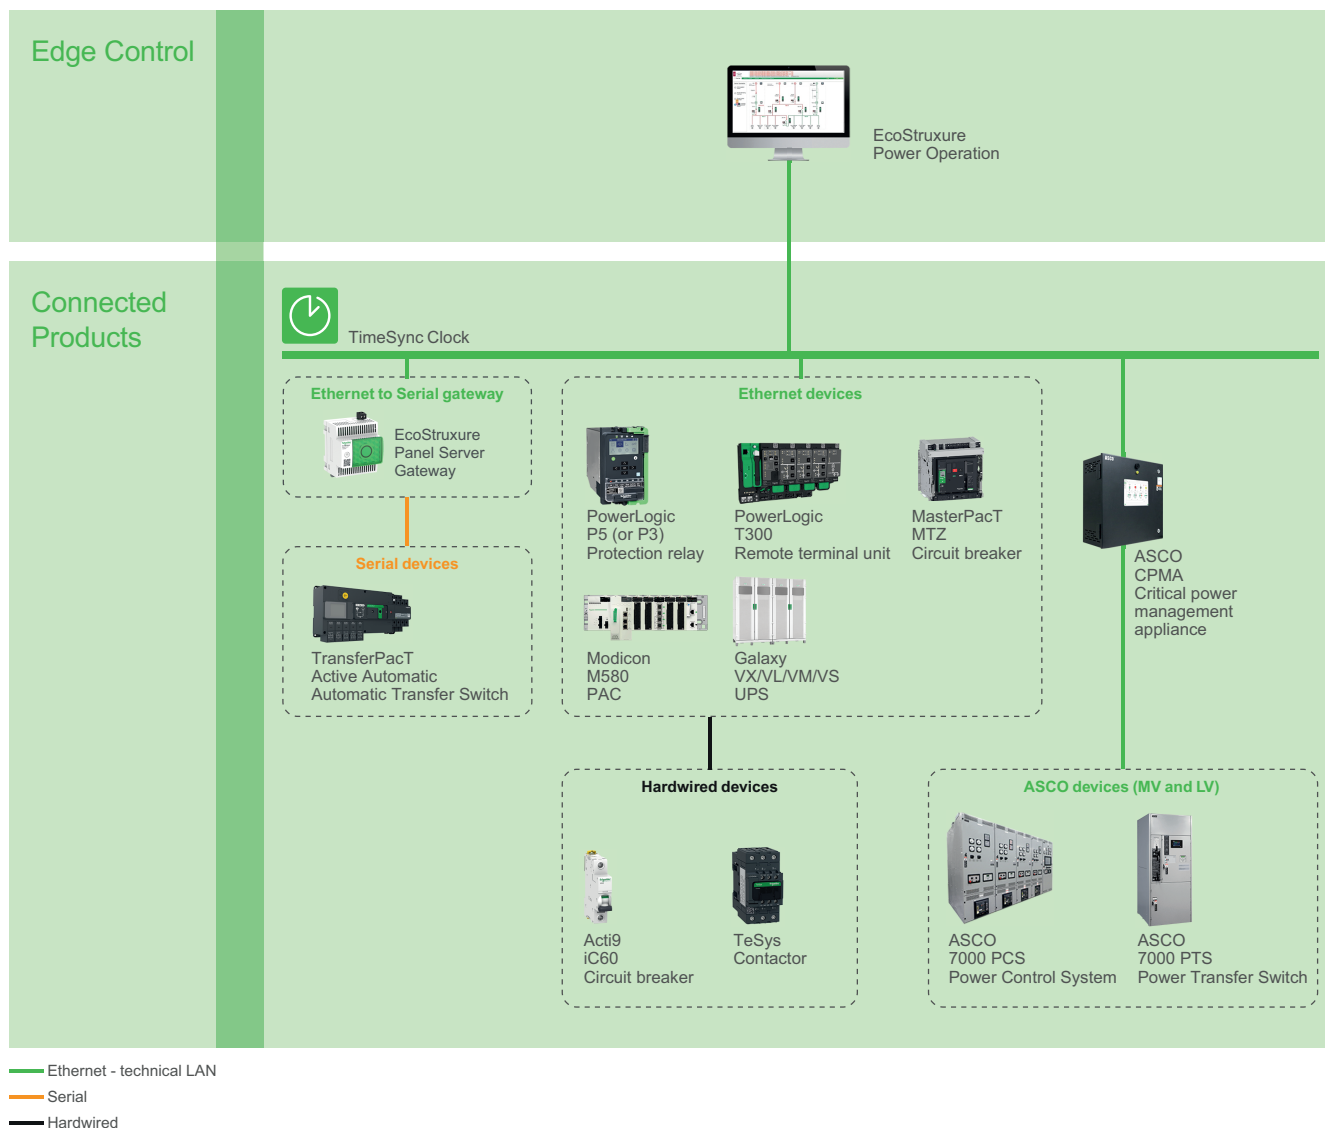 Edge Control
EcoStruxure
Power Operation
Connected
Products
TimeSync Clock
Ethernet to Serial gateway
EcoStruxure
Panel Server
Gateway
Serial devices
TransferPacT
Active Automatic
Automatic Transfer Switch
Ethernet devices
PowerLogic
P5 (or P3)
Protection relay
PowerLogic
T300
Remote terminal unit
MasterPacT
MTZ
Circuit breaker
Modicon
M580
PAC
Galaxy
VX/VL/VM/VS
UPS
ASCO
ASCO
CPMA
Critical power
management
appliance
Hardwired devices
Acti9
iC60
Circuit breaker
TeSys
Contactor
ASCO devices (MV and LV)
ASCO
7000 PCS
Power Control System
ASCO
7000 PTS
Power Transfer Switch
Ethernet - technical LAN
Serial
Hardwired